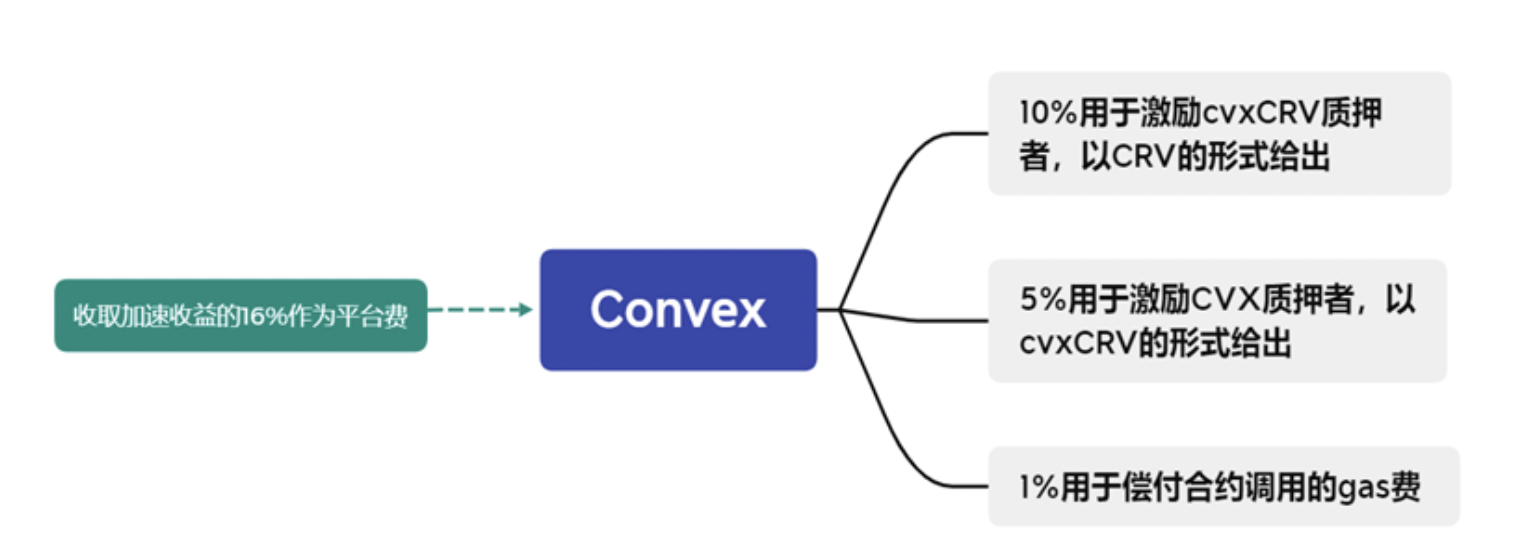 收取加速收益的16%作为平台费
Convex
10%用于激励cvxCRV质押
者，以CRV的形式给出
5%用于激励CVX质押者，以
cvxCRV的形式给出
1%用于偿付合约调用的gas费